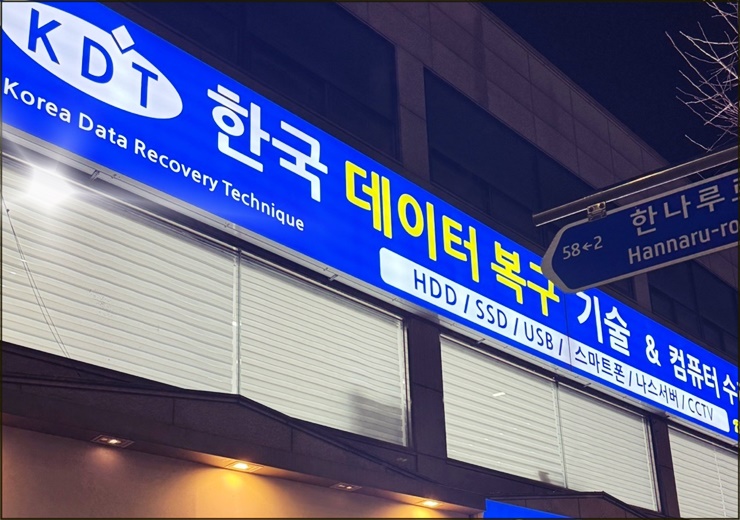 KDT
Korea Data Recovery Technique
한국 데이터 복구 기술 & 컴퓨터
HDD / SSD / USB / 스마트폰 / 나스서버 / CCTV
한나루로
58←2
Hannaru-ro